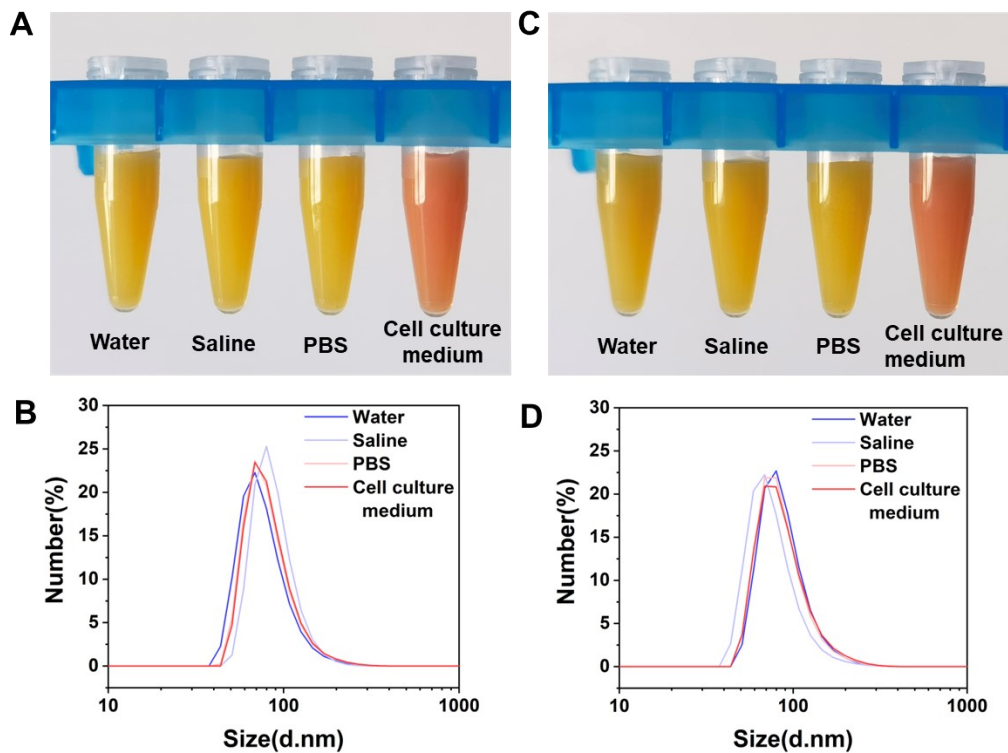 A
Water
Saline
PBS
Cell culture
medium
C
Water
Saline
PBS
Cell culture
medium
B
30
25
20
15
10
5
0
Number(%)
Water
Saline
PBS
Cell culture
medium
10
100
1000
Size(d.nm)
D
30
25
20
15
10
5
0
Number(%)
Water
Saline
PBS
Cell culture
medium
10
100
1000
Size(d.nm)